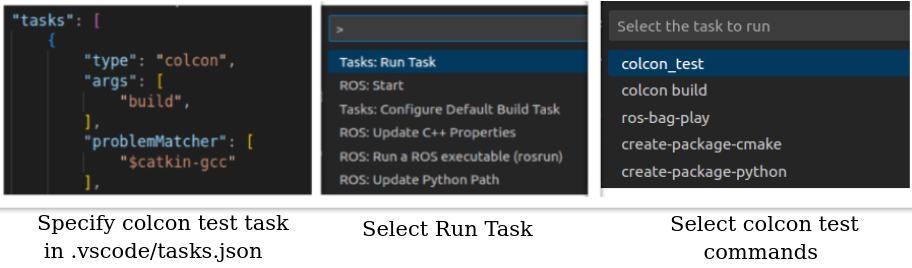 "tasks": [
{
"type": "colcon",
"args": [
"build",
],
"problemMatcher": [
"$catkin-gcc"
],
>
Tasks: Run Task
ROS: Start
Tasks: Configure Default Build Task
ROS: Update C++ Properties
ROS: Run a ROS executable (rosrun)
ROS: Update Python Path
Select the task to run
colcon_test
colcon build
ros-bag-play
create-package-cmake
create-package-python
Specify colcon test task
in .vscode/tasks.json
Select Run Task
Select colcon test
commands